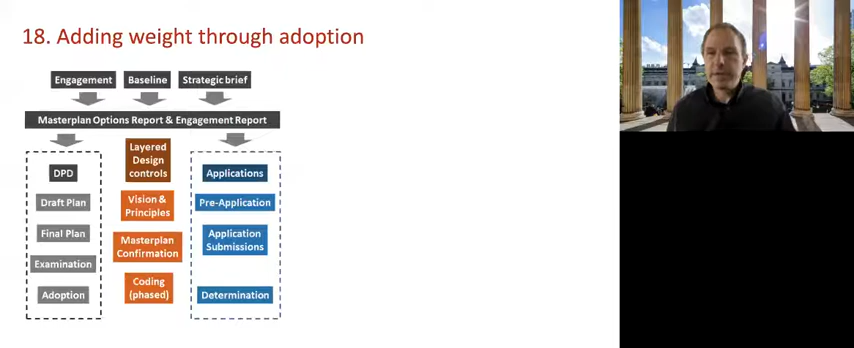 18. Adding weight through adoption
Engagement
Baseline
Strategic brief
Masterplan Options Report & Engagement Report
DPD
Draft Plan
Final Plan
Examination
Adoption
Layered
Design
controls
Vision &
Principles
Masterplan
Confirmation
Coding
(phased)
Applications
Pre-Application
Application
Submissions
Determination